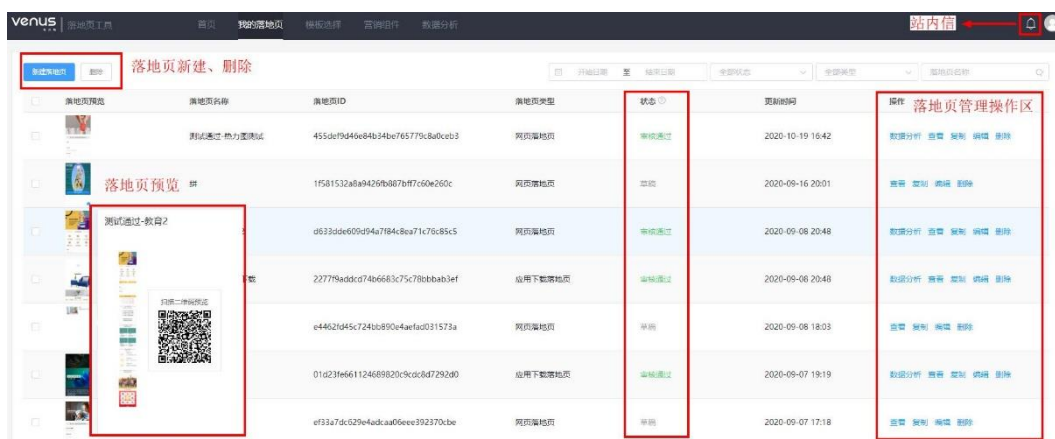 venus 落地页工具 首页 我的落地页 模板选择 营销组件 数据分析 站内信
新建落地页 删除 落地页新建、删除 开始日期 至 结束日期 全部状态 全部类型 落地页名称
落地页预览 落地页名称 落地页ID 落地页类型 状态 更新时间 操作 落地页管理操作区
测试通过-热力图测试 455def9d46e84b34be765779c8a0ceb3 网页落地页 审核通过 2020-10-19 16:42 数据分析 查看 复制 编辑 删除
落地页预览 拼 1f581532a8a9426fb887bff7c60e260c 网页落地页 草稿 2020-09-16 20:01 查看 复制 编辑 删除
测试通过-教育2 d633dde609d94a7f84c8ea71c76c85c5 网页落地页 审核通过 2020-09-08 20:48 数据分析 查看 复制 编辑 删除
下载 2277f9addcd74b6683c75c78bbbab3ef 应用下载落地页 审核通过 2020-09-08 20:48 数据分析 查看 复制 编辑 删除
扫描二维码预览
e4462fd45c724bb890e4aefad031573a 网页落地页 草稿 2020-09-08 18:03 查看 复制 编辑 删除
01d23fe661124689820c9cdc8d7292d0 应用下载落地页 审核通过 2020-09-07 19:19 数据分析 查看 复制 编辑 删除
ef33a7dc629e4adcaa06eee392370cbe 网页落地页 草稿 2020-09-07 17:18 查看 复制 编辑 删除